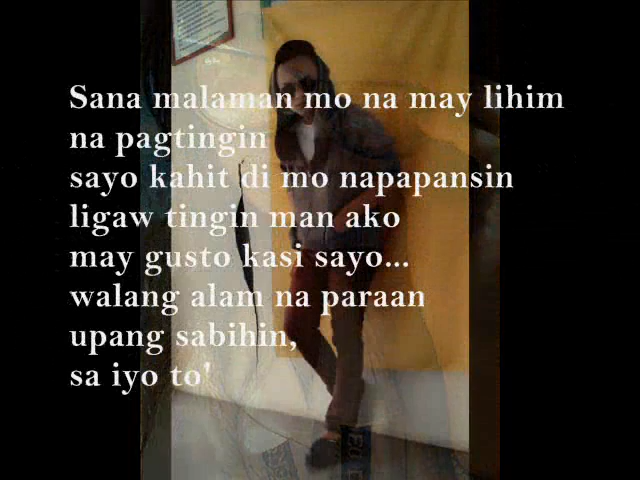 Sana malaman mo na may lihim
na pagtingin
sayo kahit di mo napapansin
ligaw tingin man ako
may gusto kasi sayo...
walang alam na paraan
upang sabihin,
sa iyo to'